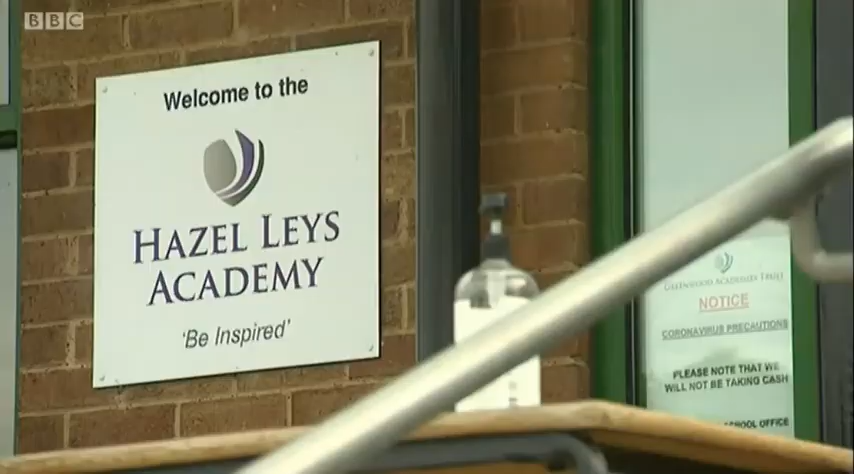 BBC
Welcome to the
HAZEL LEYS
ACADEMY
'Be Inspired'
GREENWOOD ACADEMIES TRUST
NOTICE
CORONAVIRUS PRECAUTIONS
PLEASE NOTE THAT WE
WILL NOT BE TAKING CASH
SCHOOL OFFICE